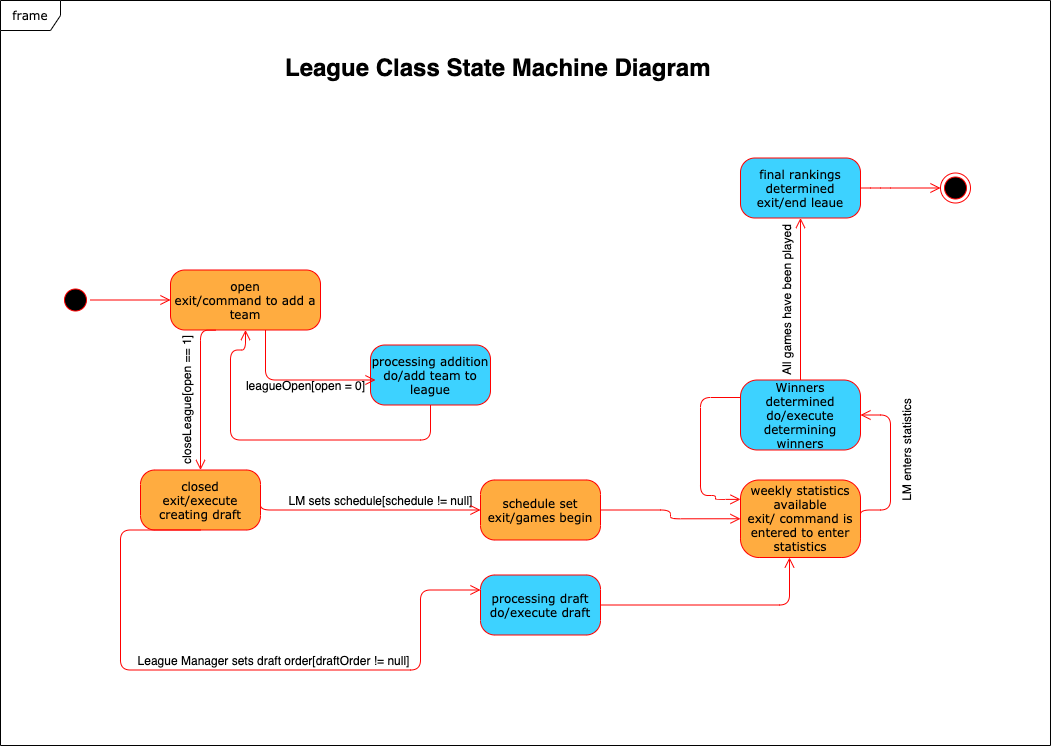 frame
League Class State Machine Diagram
final rankings
determined
exit/end leaue
All games have been played
open
exit/command to add a
team
closeLeague[open == 1]
leagueOpen[open = 0]
processing addition
do/add team to
league
Winners
determined
do/execute
determining
winners
LM enters statistics
closed
exit/execute
creating draft
LM sets schedule[schedule != null]
schedule set
exit/games begin
weekly statistics
available
exit/ command is
entered to enter
statistics
processing draft
do/execute draft
League Manager sets draft order[draftOrder != null]